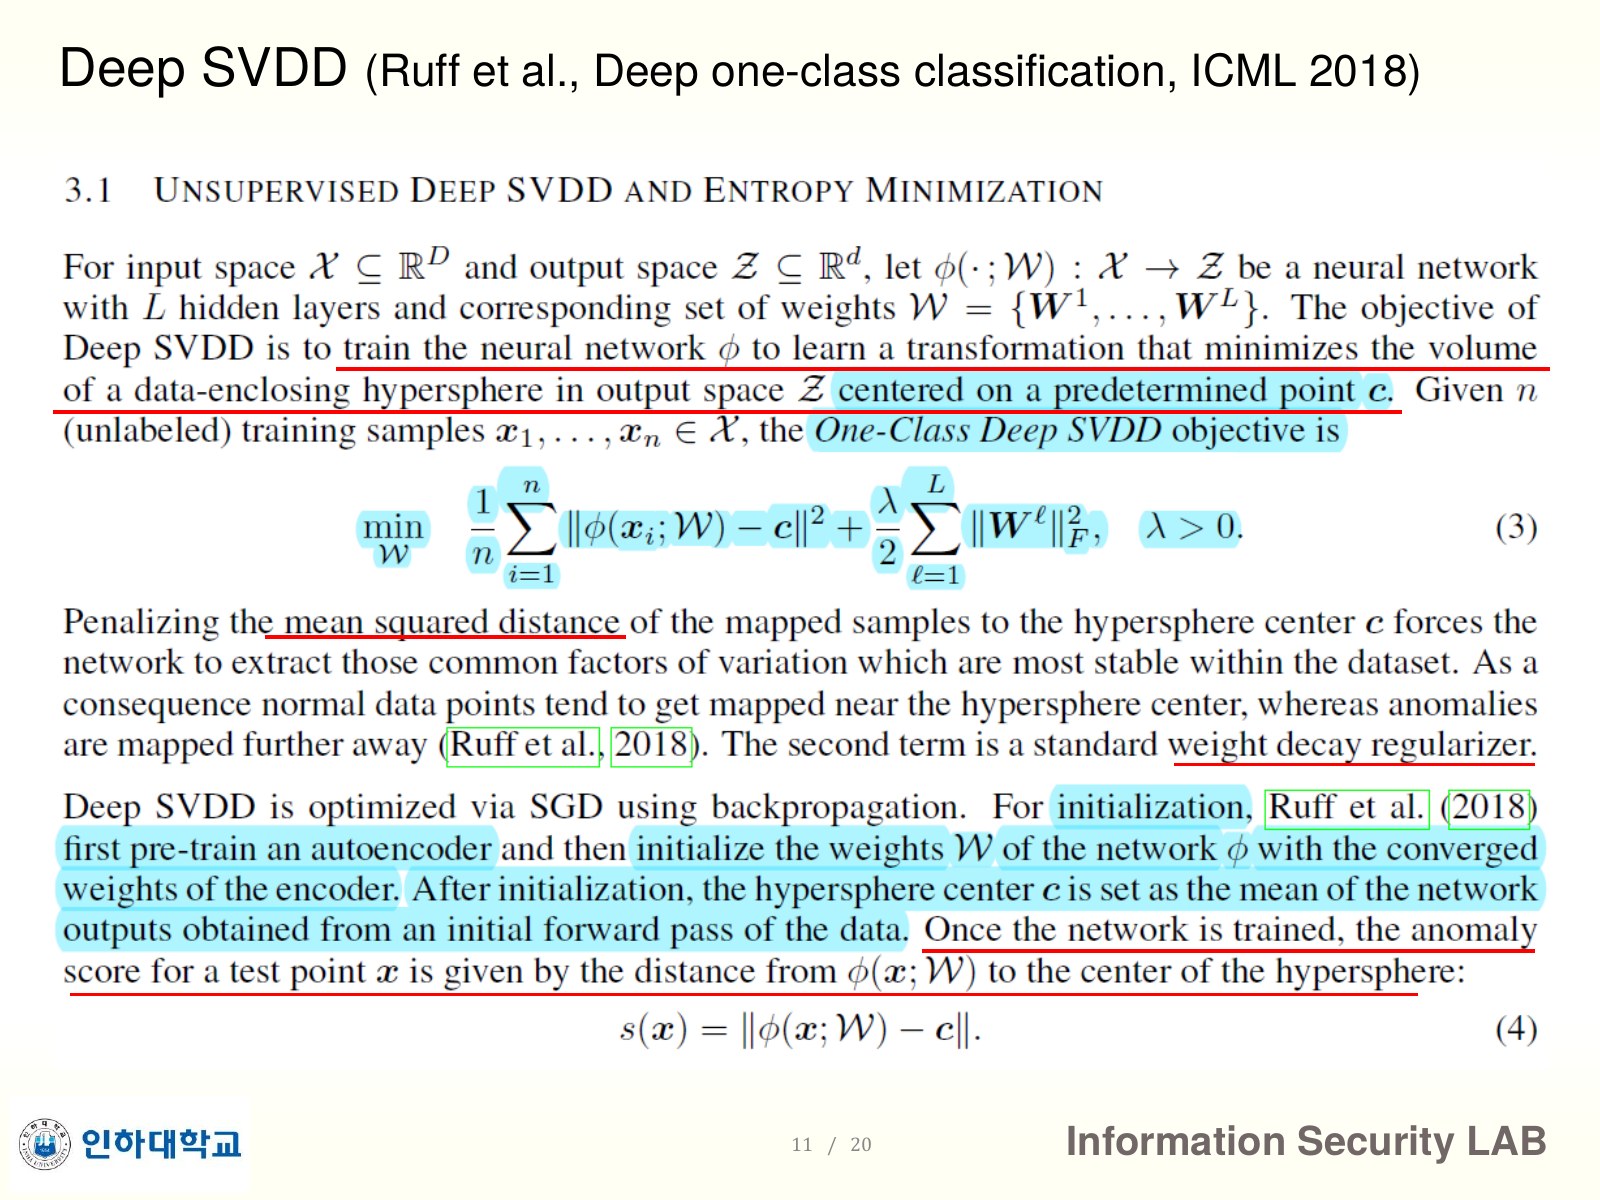 Deep SVDD (Ruff et al., Deep one-class classification, ICML 2018)
3.1 UNSUPERVISED DEEP SVDD AND ENTROPY MINIMIZATION
For input space 𝒳 ⊆ ℝ^D and output space 𝒵 ⊆ ℝ^d, let ϕ(· ; 𝒲) : 𝒳 → 𝒵 be a neural network
with L hidden layers and corresponding set of weights 𝒲 = {W^1, . . . , W^L}. The objective of
Deep SVDD is to train the neural network ϕ to learn a transformation that minimizes the volume
of a data-enclosing hypersphere in output space 𝒵 centered on a predetermined point c. Given n
(unlabeled) training samples x_1, . . . , x_n ∈ 𝒳, the One-Class Deep SVDD objective is
min_𝒲 1/n ∑_{i=1}^{n} ‖ϕ(x_i; 𝒲) − c‖^2 + λ/2 ∑_{ℓ=1}^{L} ‖W^ℓ‖_F^2, λ > 0. (3)
Penalizing the mean squared distance of the mapped samples to the hypersphere center c forces the
network to extract those common factors of variation which are most stable within the dataset. As a
consequence normal data points tend to get mapped near the hypersphere center, whereas anomalies
are mapped further away (Ruff et al., 2018). The second term is a standard weight decay regularizer.
Deep SVDD is optimized via SGD using backpropagation. For initialization, Ruff et al. (2018)
first pre-train an autoencoder and then initialize the weights 𝒲 of the network ϕ with the converged
weights of the encoder. After initialization, the hypersphere center c is set as the mean of the network
outputs obtained from an initial forward pass of the data. Once the network is trained, the anomaly
score for a test point x is given by the distance from ϕ(x; 𝒲) to the center of the hypersphere:
s(x) = ‖ϕ(x; 𝒲) − c‖. (4)
인하대학교
11 / 20
Information Security LAB